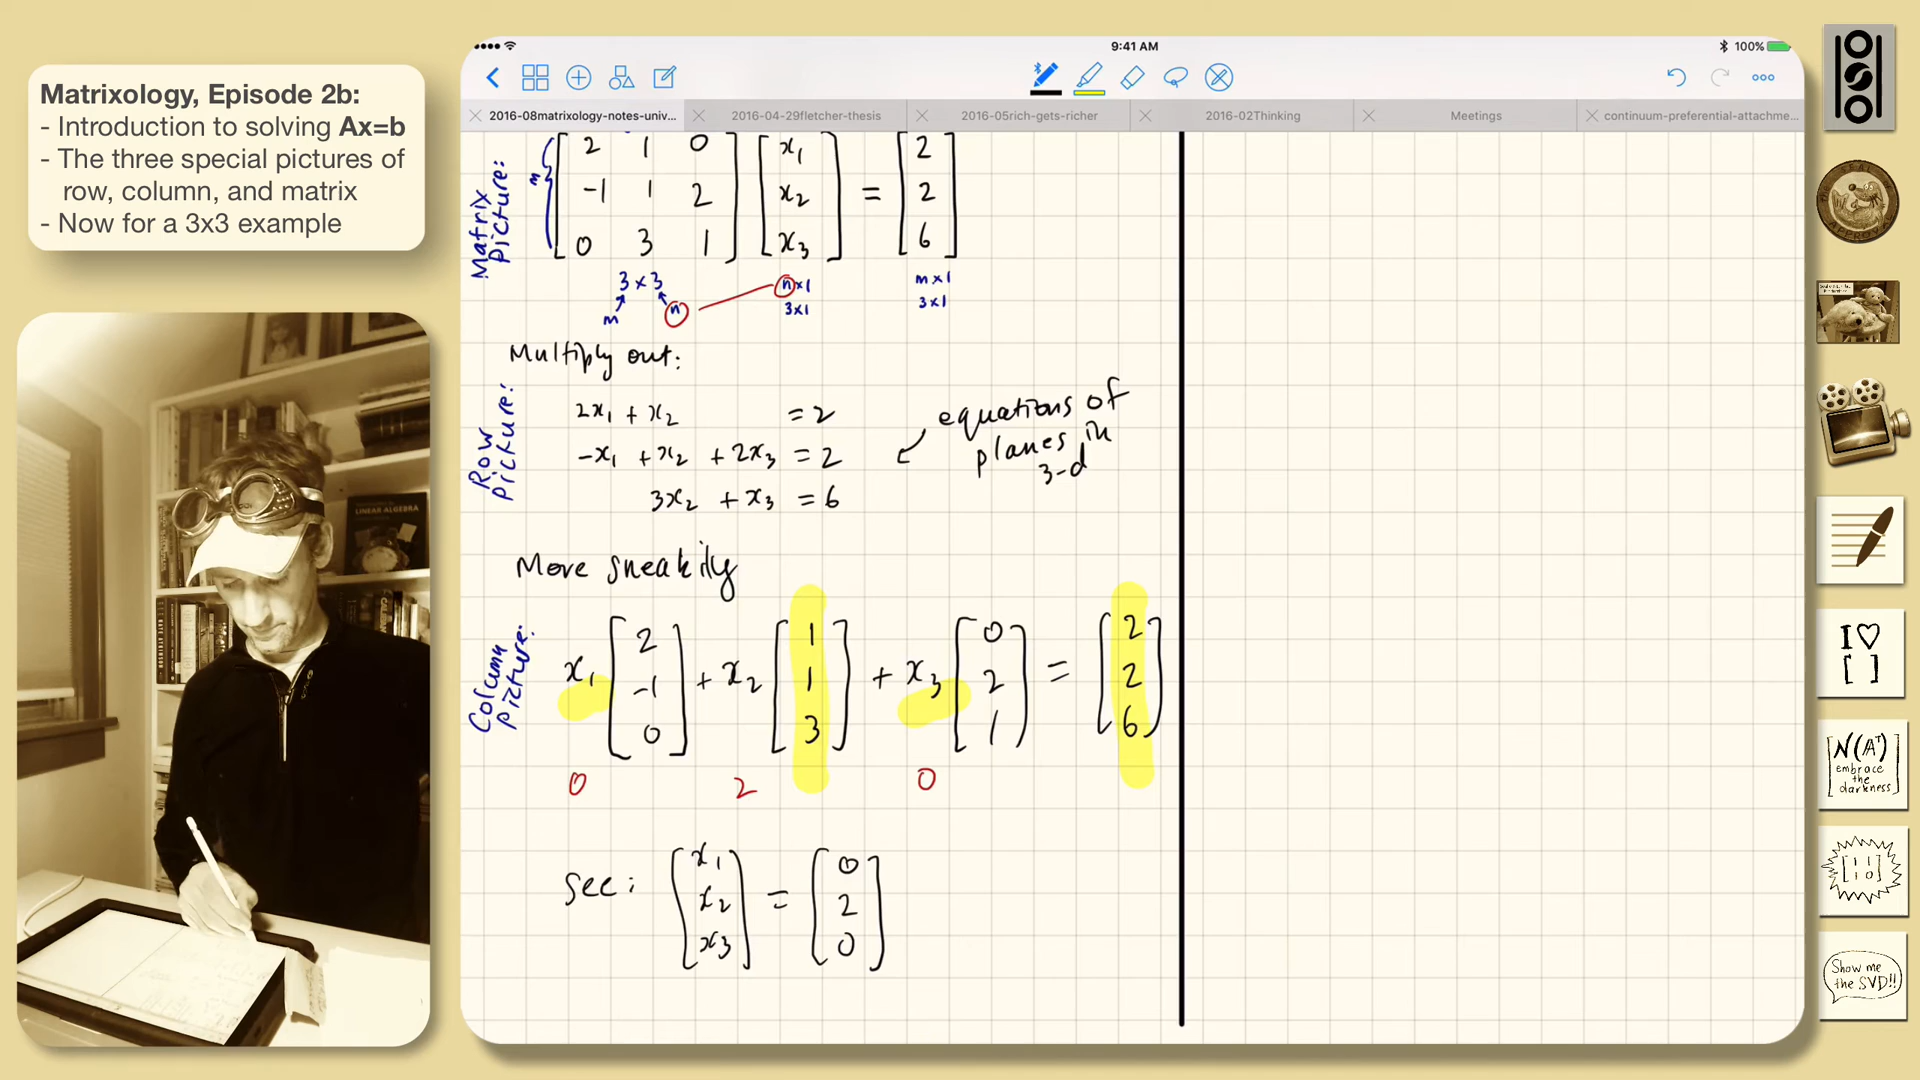 Matrixology, Episode 2b:
- Introduction to solving Ax=b
- The three special pictures of
row, column, and matrix
- Now for a 3x3 example
9:41 AM
100%
2016-08matrixology-notes-univ...
2016-04-29fletcher-thesis
2016-05rich-gets-richer
2016-02Thinking
Meetings
continuum-preferential-attachme...
Matrix Picture:
m
[2 1 0] [x₁] [2]
[-1 1 2] [x₂] = [2]
[0 3 1] [x₃] [6]
3 x 3 n x 1 m x 1
m n 3 x 1 3 x 1
Multiply out:
Row Picture:
2x₁ + x₂ = 2
-x₁ + x₂ + 2x₃ = 2
3x₂ + x₃ = 6
equations of
planes in
3-d
More sneakily
Column Picture:
x₁ [2 -1 0] + x₂ [1 1 3] + x₃ [0 2 1] = [2 2 6]
0 2 0
see: [x₁ x₂ x₃] = [0 2 0]
LINEAR ALGEBRA
I ♡
[ ]
N(Aᵀ)
embrace
the
darkness
1 1
1 0
Show me
the SVD!!